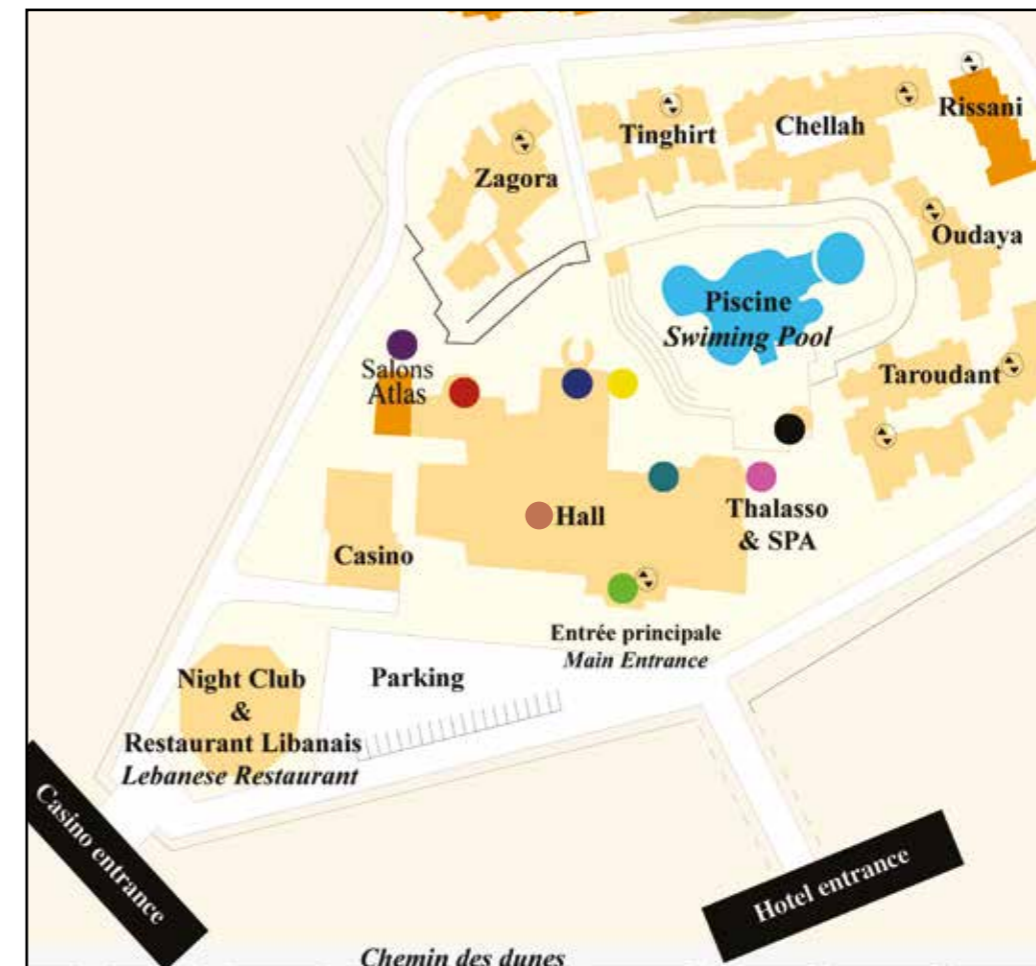 Rissani
Chellah
Tinghirt
Zagora
Oudaya
Piscine
Swiming Pool
Salons
Atlas
Taroudant
Hall
Thalasso
& SPA
Casino
Entrée principale
Main Entrance
Night Club
&
Restaurant Libanais
Lebanese Restaurant
Parking
Casino entrance
Hotel entrance
Chemin des dunes